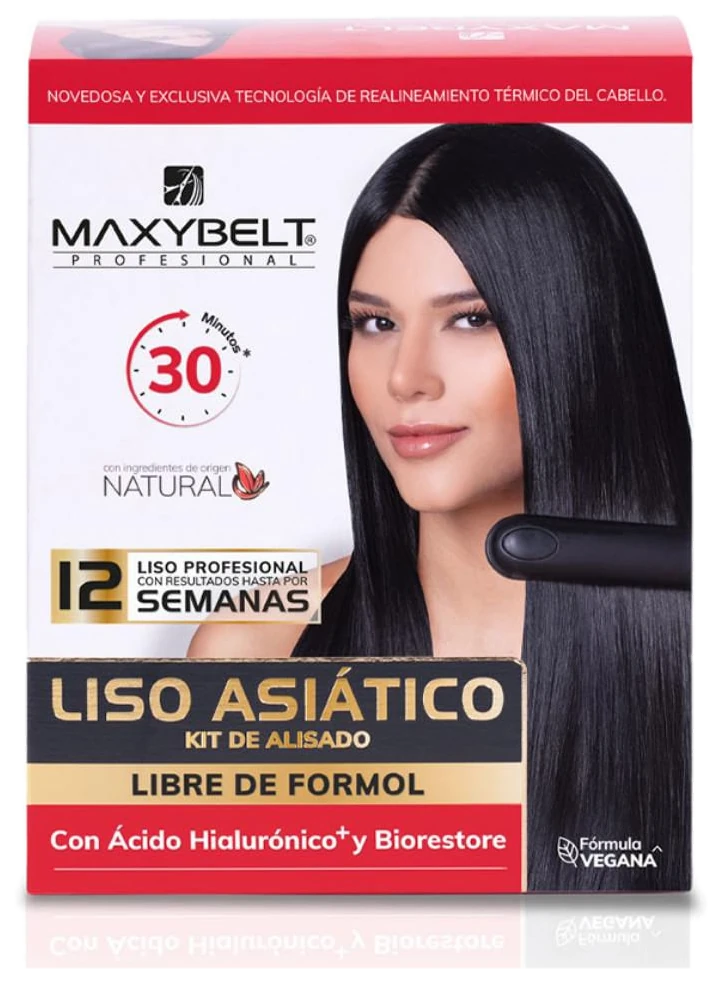 NOVEDOSA Y EXCLUSIVA TECNOLOGÍA DE REALINEAMIENTO TÉRMICO DEL CABELLO.
MAXYBELT®
PROFESIONAL
30 Minutos*
con ingredientes de origen
NATURAL
12
LISO PROFESIONAL
CON RESULTADOS HASTA POR
SEMANAS
LISO ASIÁTICO
KIT DE ALISADO
LIBRE DE FORMOL
Con Ácido Hialurónico⁺ y Biorestore
Fórmula
VEGANA^